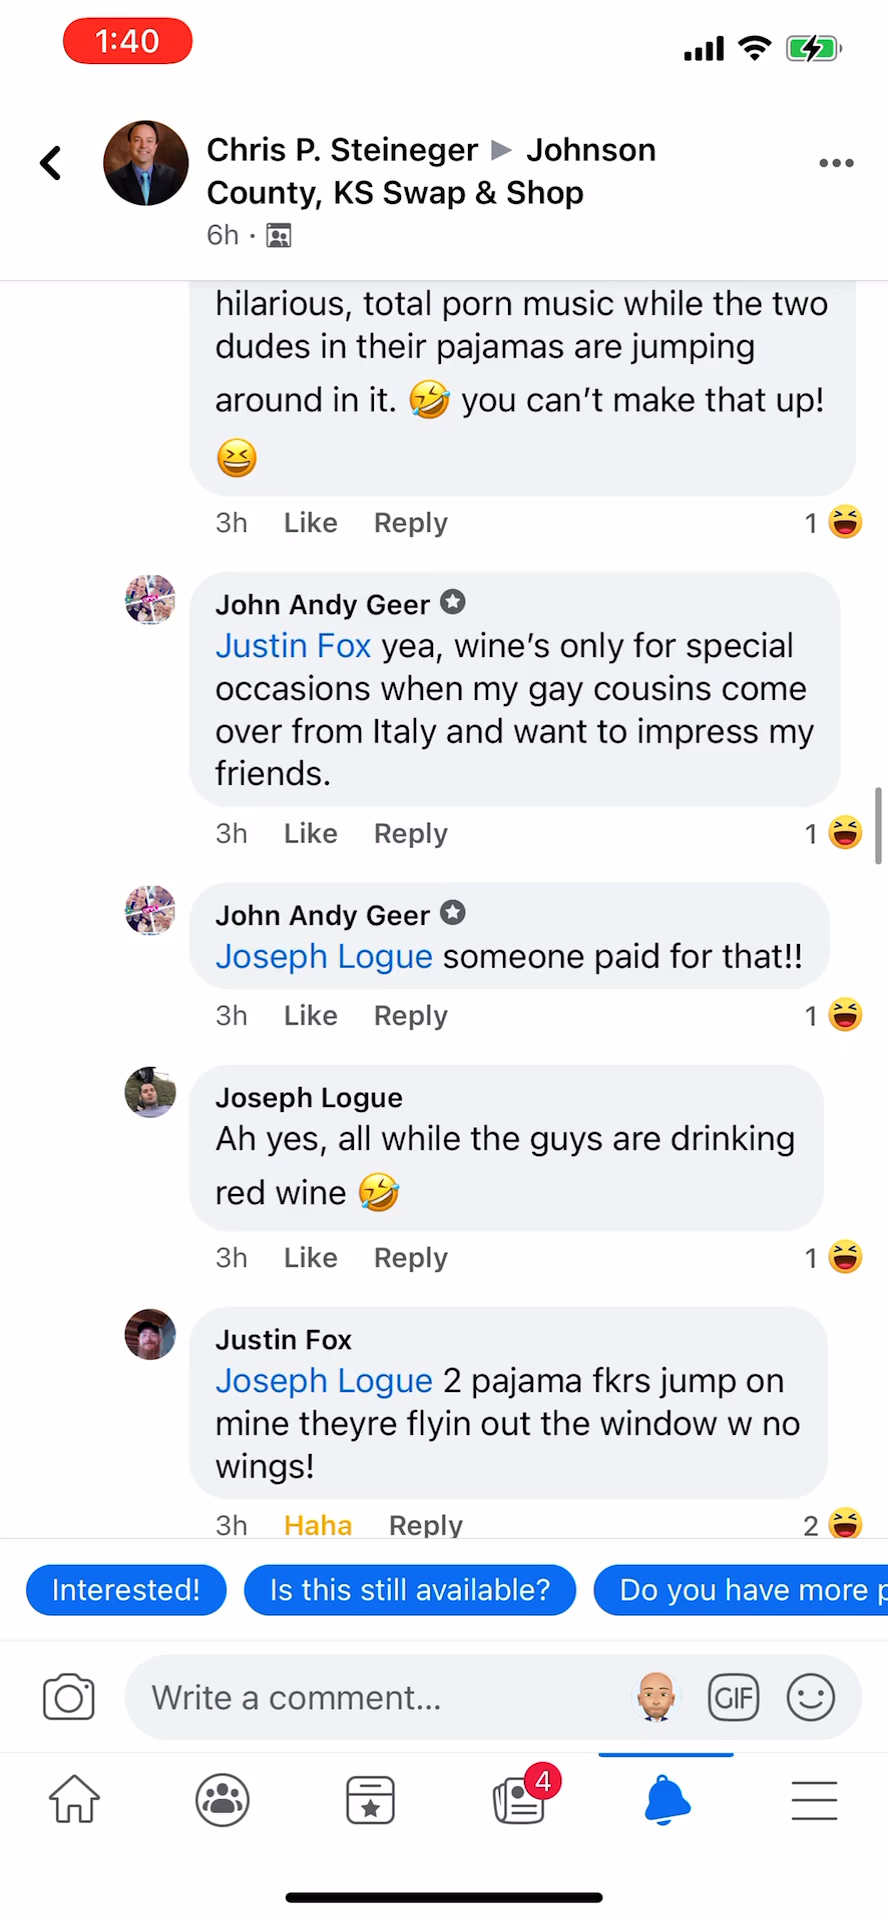 1:40
Chris P. Steineger ▶ Johnson
County, KS Swap & Shop
6h ·
hilarious, total porn music while the two
dudes in their pajamas are jumping
around in it. 🤣 you can't make that up!
😆
3h Like Reply 1
John Andy Geer
Justin Fox yea, wine's only for special
occasions when my gay cousins come
over from Italy and want to impress my
friends.
3h Like Reply 1
John Andy Geer
Joseph Logue someone paid for that!!
3h Like Reply 1
Joseph Logue
Ah yes, all while the guys are drinking
red wine 🤣
3h Like Reply 1
Justin Fox
Joseph Logue 2 pajama fkrs jump on
mine theyre flyin out the window w no
wings!
3h Haha Reply 2
Interested! Is this still available? Do you have more p
Write a comment... GIF
4